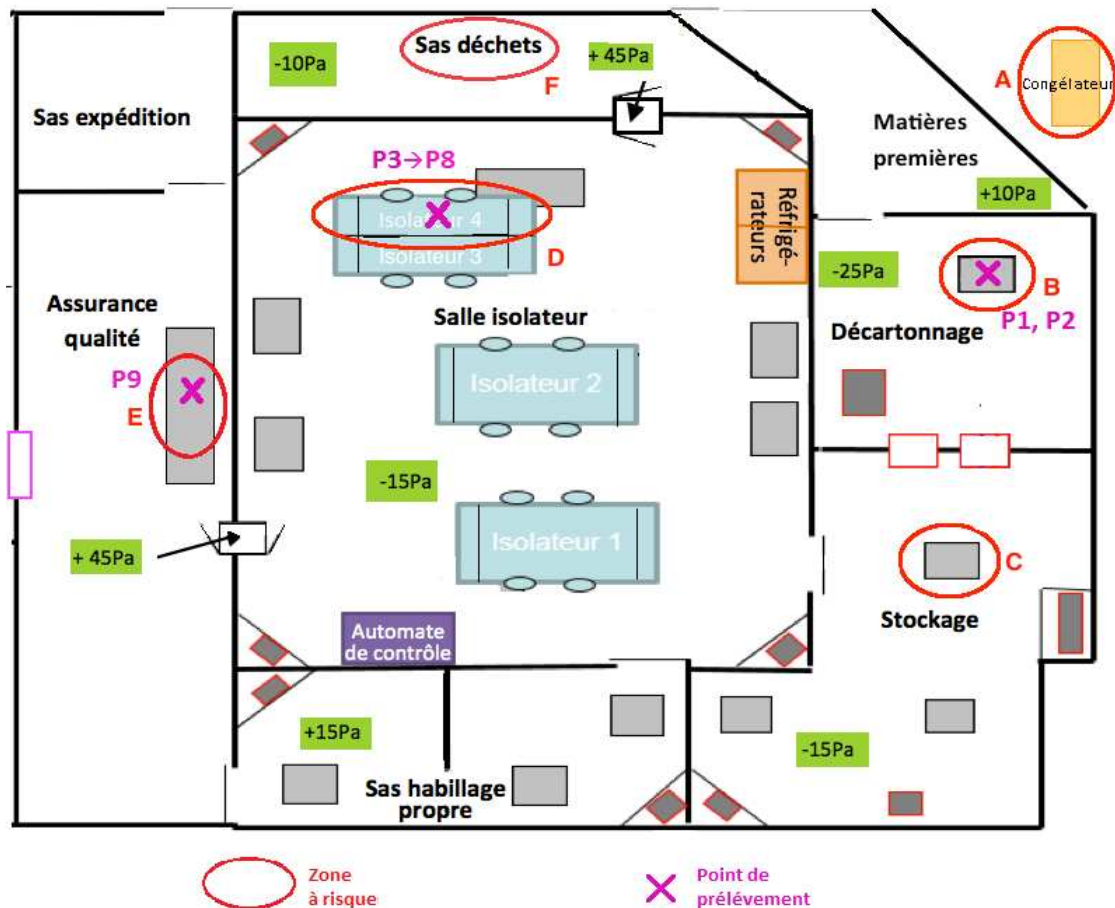 -10Pa
Sas déchets
+ 45Pa
F
A
Congélateur
Sas expédition
Matières
premières
P3→P8
+10Pa
Isolateur 4
Réfrigé-
rateurs
Isolateur 3
D
-25Pa
B
P1, P2
Assurance
qualité
Salle isolateur
Décartonnage
P9
E
Isolateur 2
-15Pa
+ 45Pa
Isolateur 1
C
Stockage
Automate
de contrôle
+15Pa
-15Pa
Sas habillage
propre
Zone
à risque
Point de
prélévement